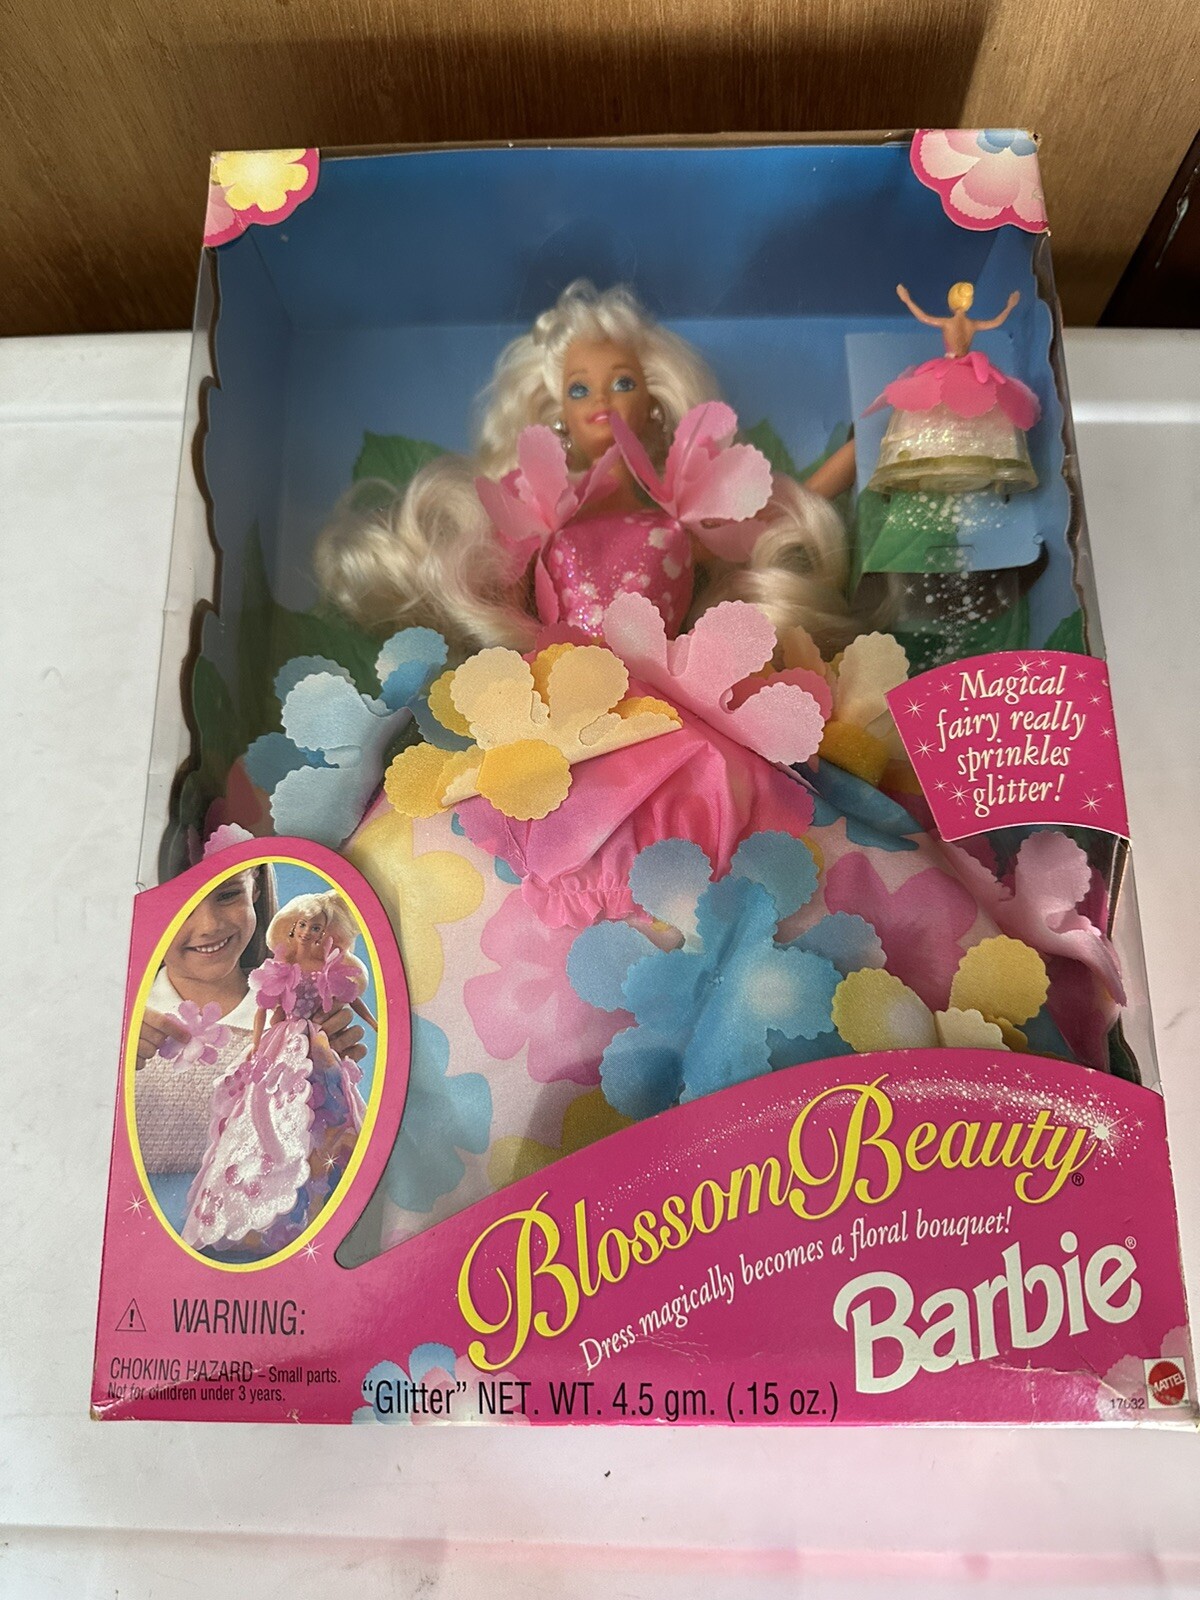 Magical
fairy really
sprinkles
glitter!
Blossom Beauty®
Dress magically becomes a floral bouquet!
Barbie®
WARNING:
CHOKING HAZARD – Small parts.
Not for children under 3 years.
"Glitter" NET. WT. 4.5 gm. (.15 oz.)
17032
MATTEL